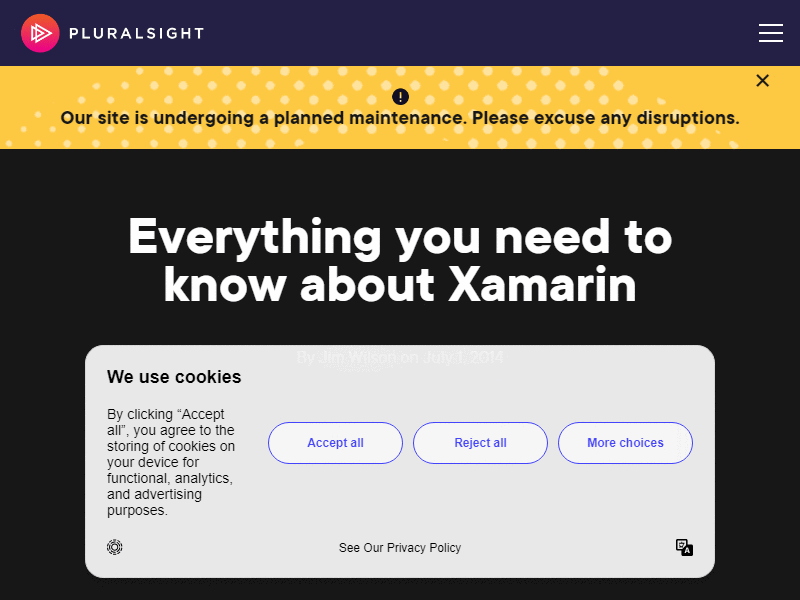 PLURALSIGHT
Our site is undergoing a planned maintenance. Please excuse any disruptions.
Everything you need to
know about Xamarin
By Jim Wilson on July 1, 2014
We use cookies
By clicking “Accept
all”, you agree to the
storing of cookies on
your device for
functional, analytics,
and advertising
purposes.
Accept all
Reject all
More choices
See Our Privacy Policy